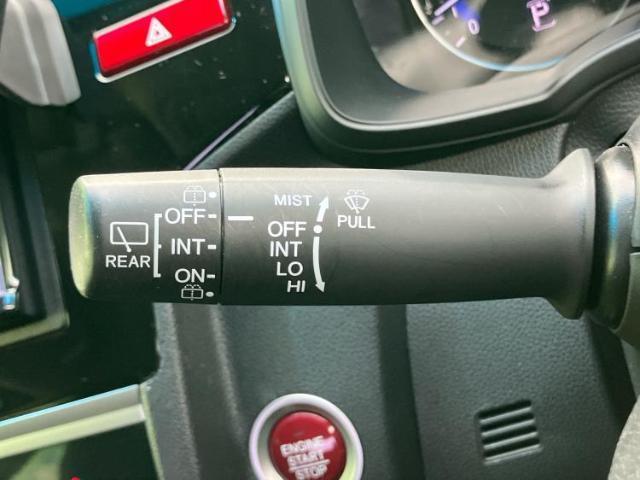 P
REAR
OFF
INT
ON
MIST
OFF
INT
LO
HI
PULL
ENGINE
START
STOP